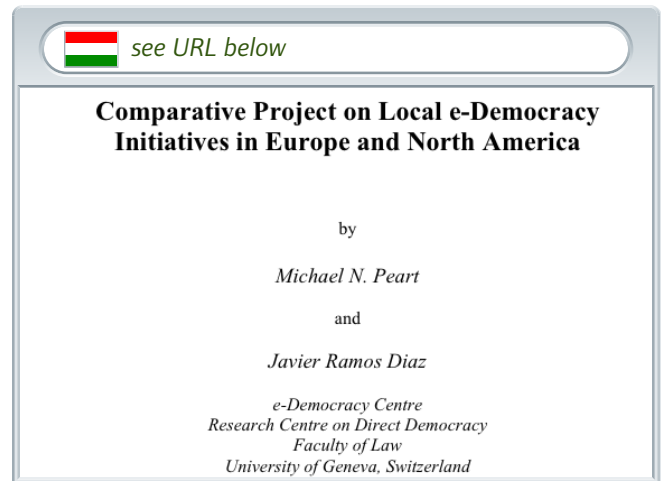 see URL below
Comparative Project on Local e-Democracy
Initiatives in Europe and North America
by
Michael N. Peart
and
Javier Ramos Diaz
e-Democracy Centre
Research Centre on Direct Democracy
Faculty of Law
University of Geneva, Switzerland